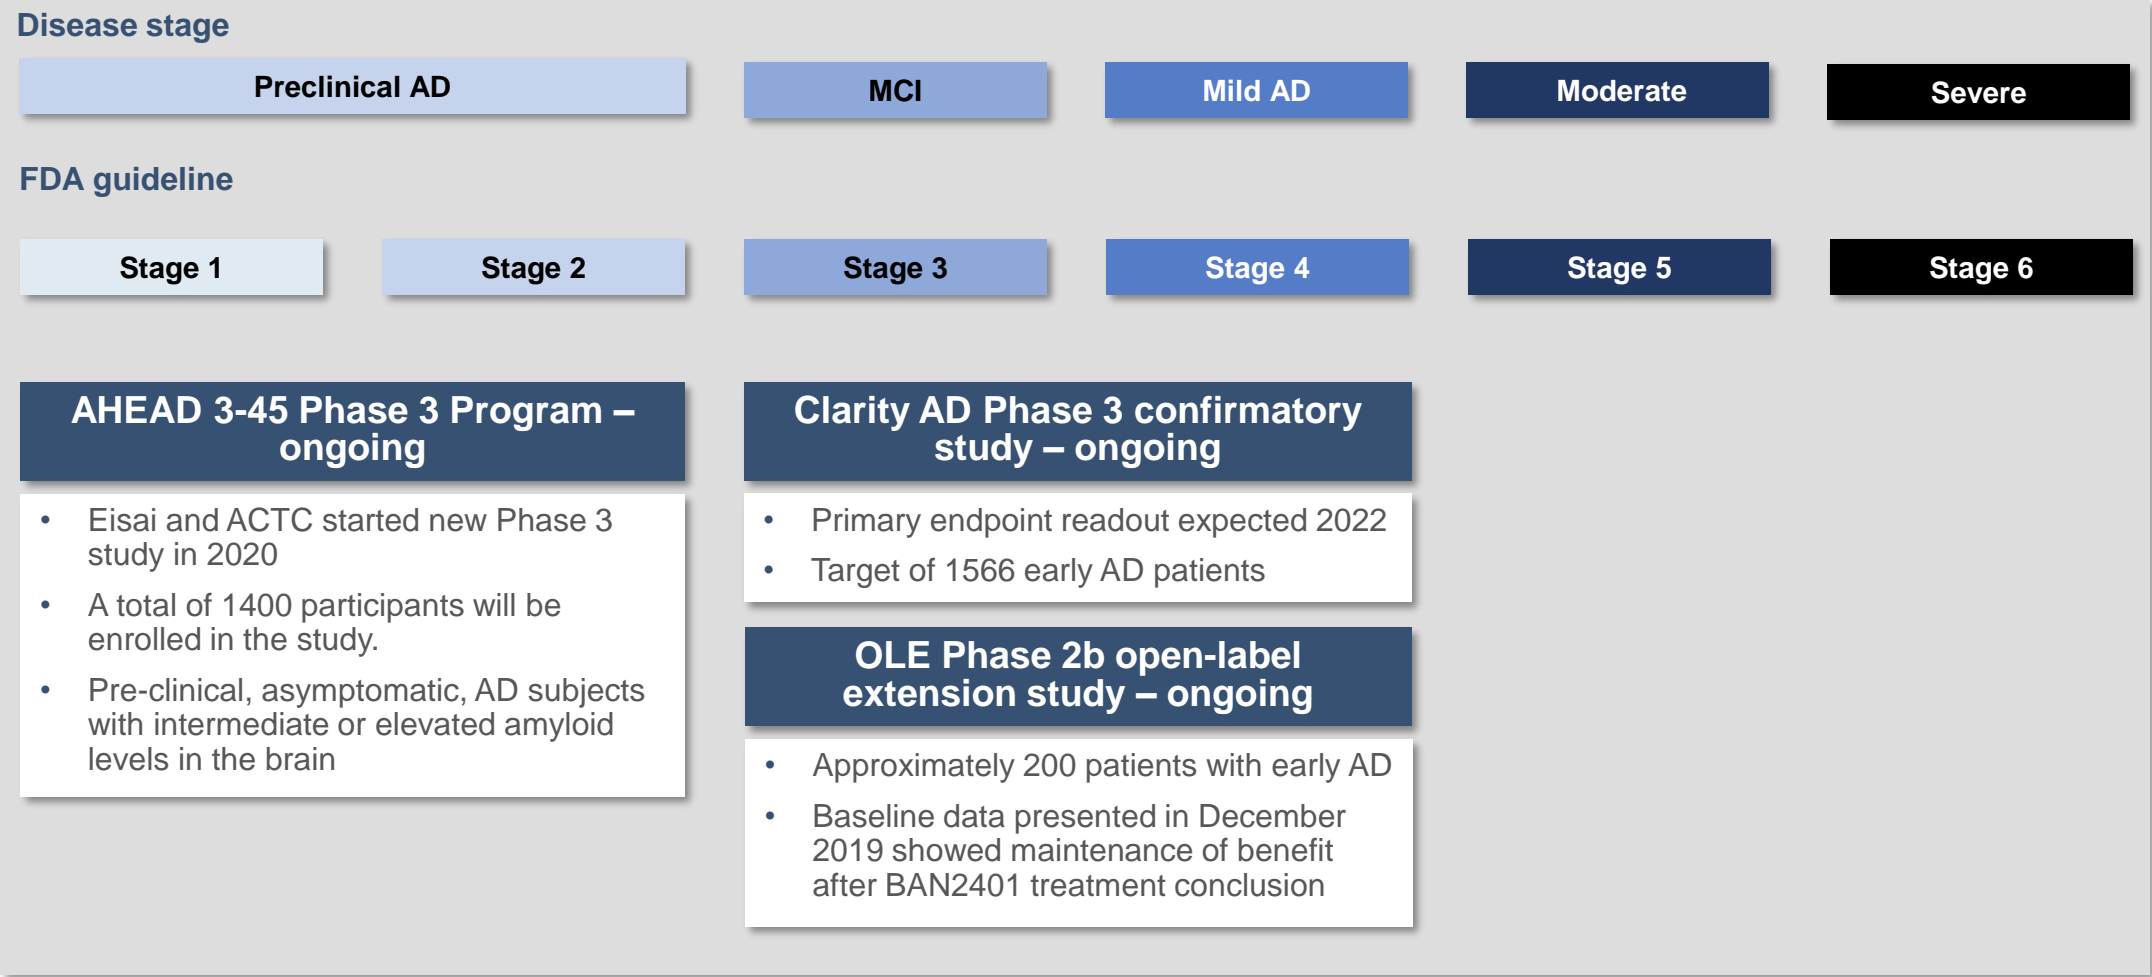 Disease stage
Preclinical AD
MCI
Mild AD
Moderate
Severe
FDA guideline
Stage 1
Stage 2
Stage 3
Stage 4
Stage 5
Stage 6
AHEAD 3-45 Phase 3 Program –
ongoing
• Eisai and ACTC started new Phase 3
study in 2020
• A total of 1400 participants will be
enrolled in the study.
• Pre-clinical, asymptomatic, AD subjects
with intermediate or elevated amyloid
levels in the brain
Clarity AD Phase 3 confirmatory
study – ongoing
• Primary endpoint readout expected 2022
• Target of 1566 early AD patients
OLE Phase 2b open-label
extension study – ongoing
• Approximately 200 patients with early AD
• Baseline data presented in December
2019 showed maintenance of benefit
after BAN2401 treatment conclusion